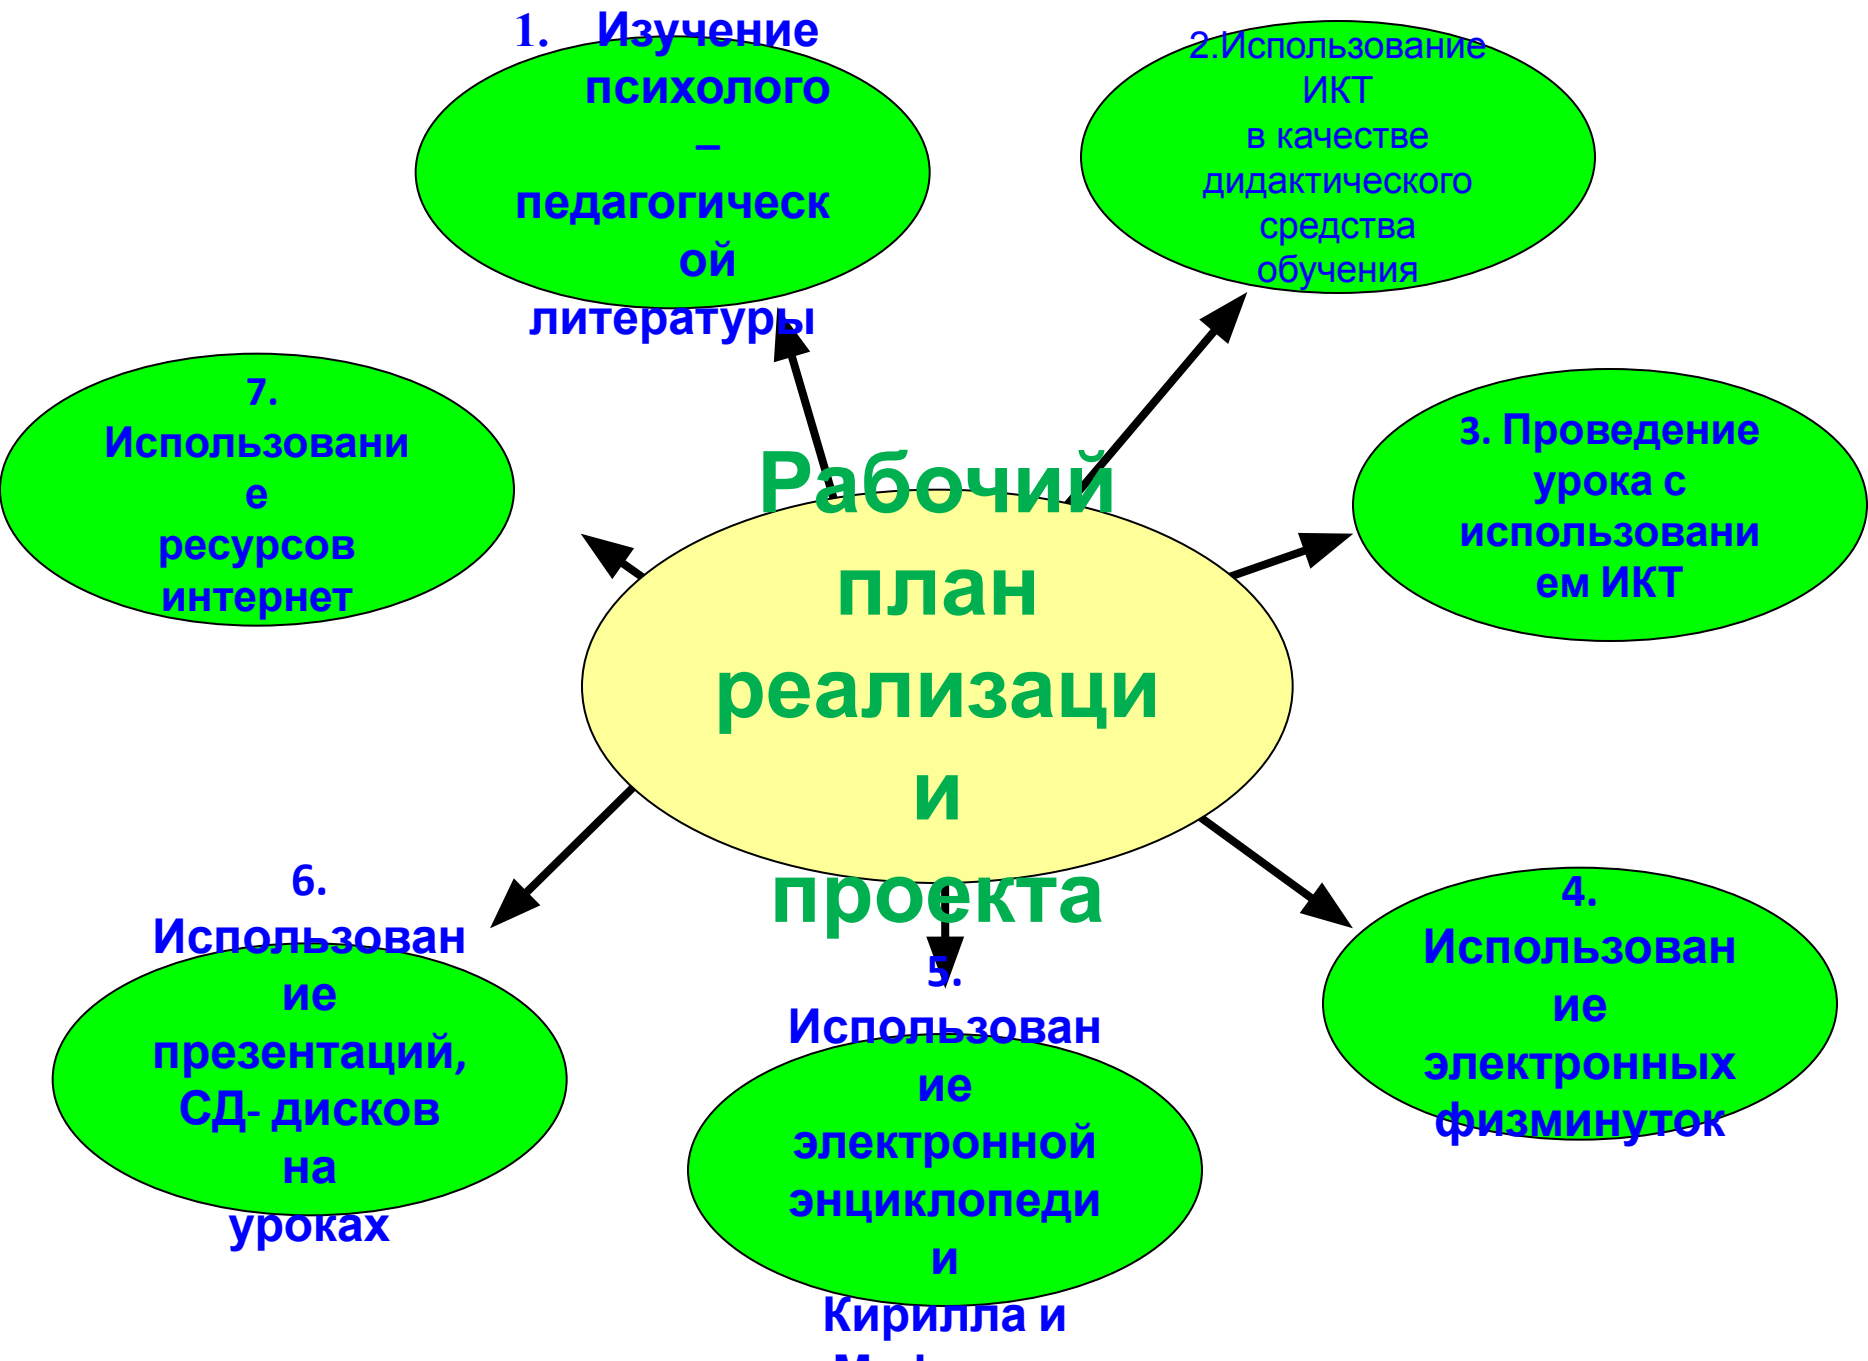 1. Изучение
психолого
–
педагогическ
ой
литературы
2.Использование
ИКТ
в качестве
дидактического
средства
обучения
3. Проведение
урока с
использовани
ем ИКТ
4.
Использован
ие
электронных
физминуток
5.
Использован
ие
электронной
энциклопеди
и
Кирилла и
6.
Использован
ие
презентаций,
СД- дисков
на
уроках
7.
Использовани
е
ресурсов
интернет
Рабочий
план
реализаци
и
проекта